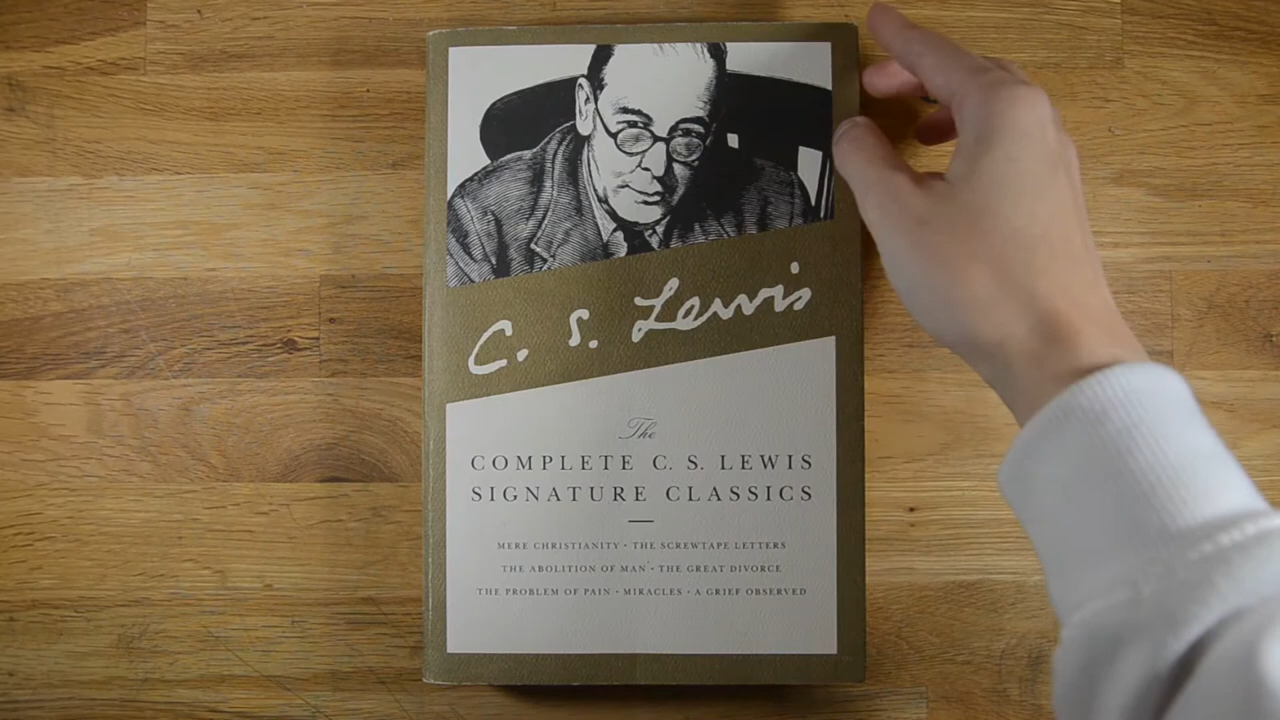 C. S. Lewis
The
COMPLETE C. S. LEWIS
SIGNATURE CLASSICS
MERE CHRISTIANITY • THE SCREWTAPE LETTERS
THE ABOLITION OF MAN • THE GREAT DIVORCE
THE PROBLEM OF PAIN • MIRACLES • A GRIEF OBSERVED